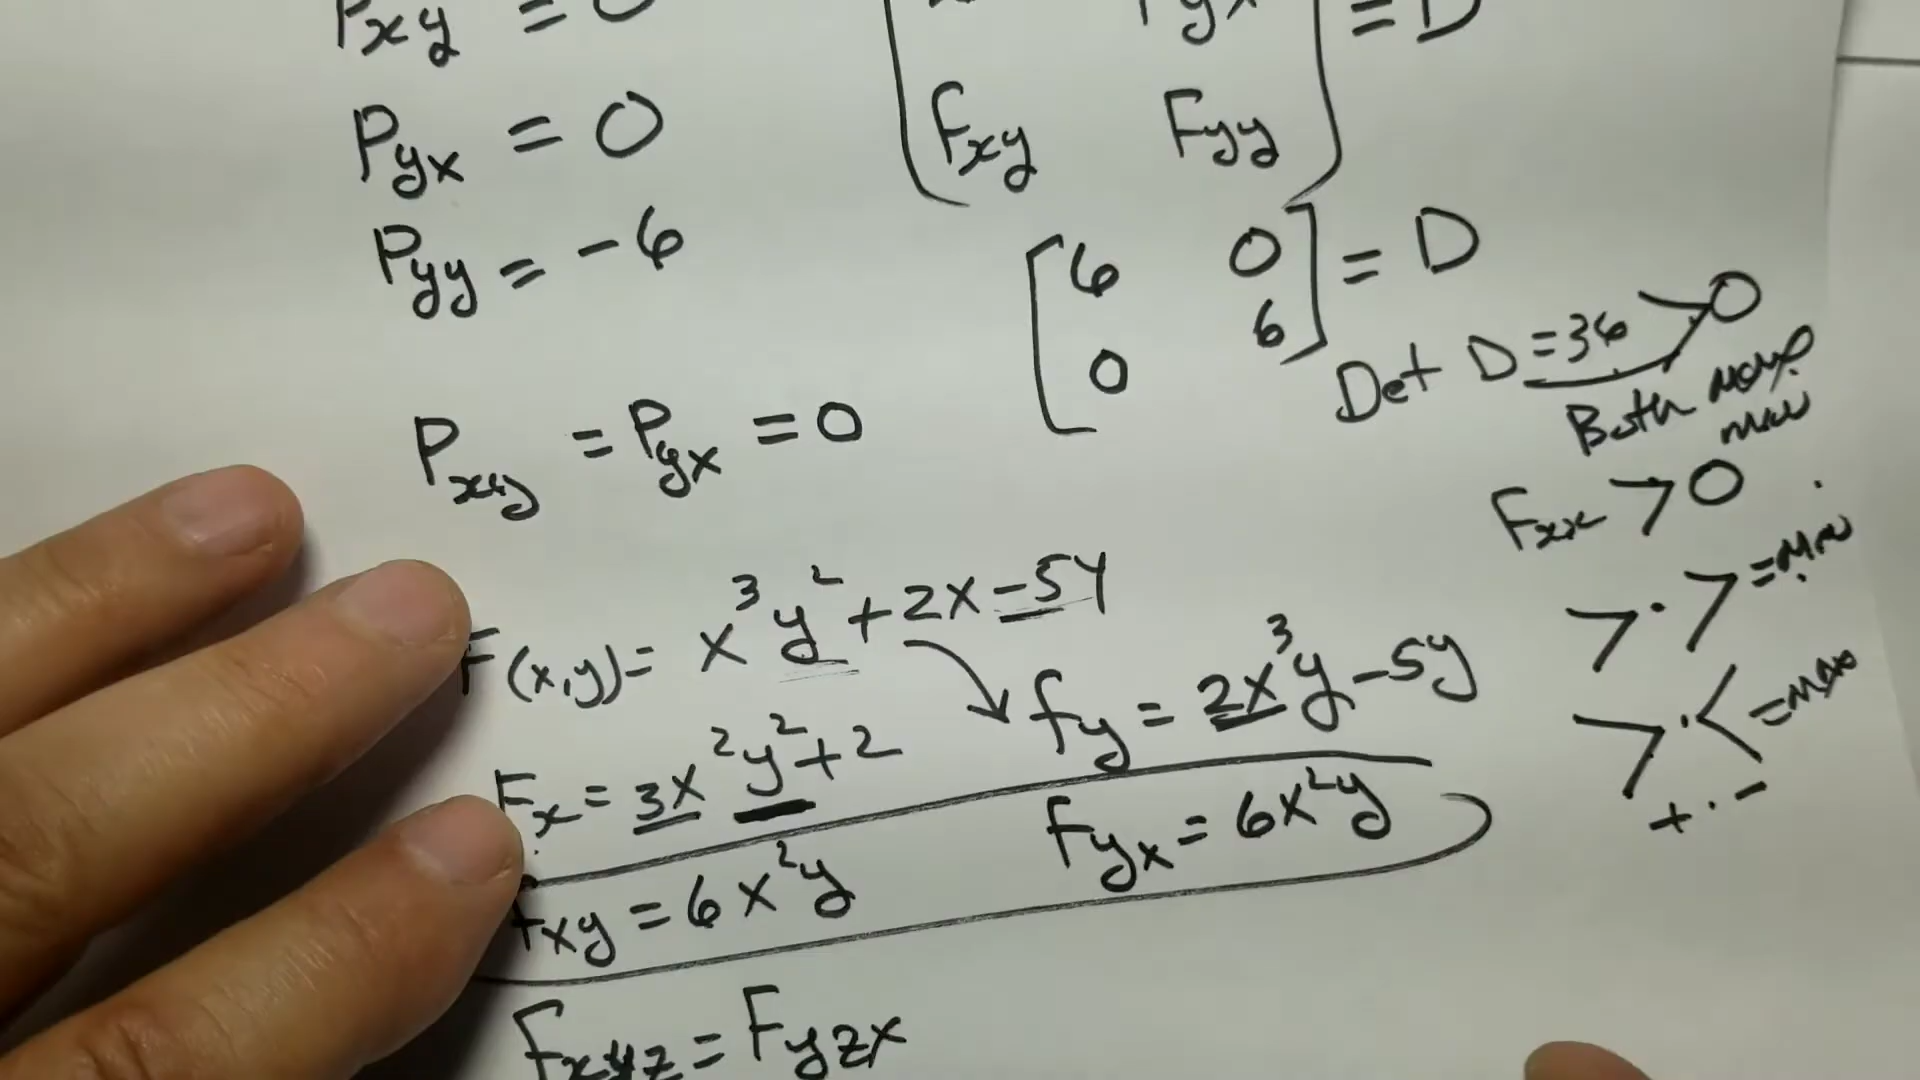 Pxy = 0
Pyx = 0
Pyy = -6
Pxy = Pyx = 0
Fyx = D
Fxy Fyy
[6 0
0 6] = D
Det D = 36 > 0
Both
Fxx > 0
> · > = MIN
> · < = MAX
+ · -
F(x,y) = x³y² + 2x - 5y
Fx = 3x²y² + 2
fy = 2x³y - 5y
Fxy = 6x²y
Fyx = 6x²y
Fxyz = Fyzx